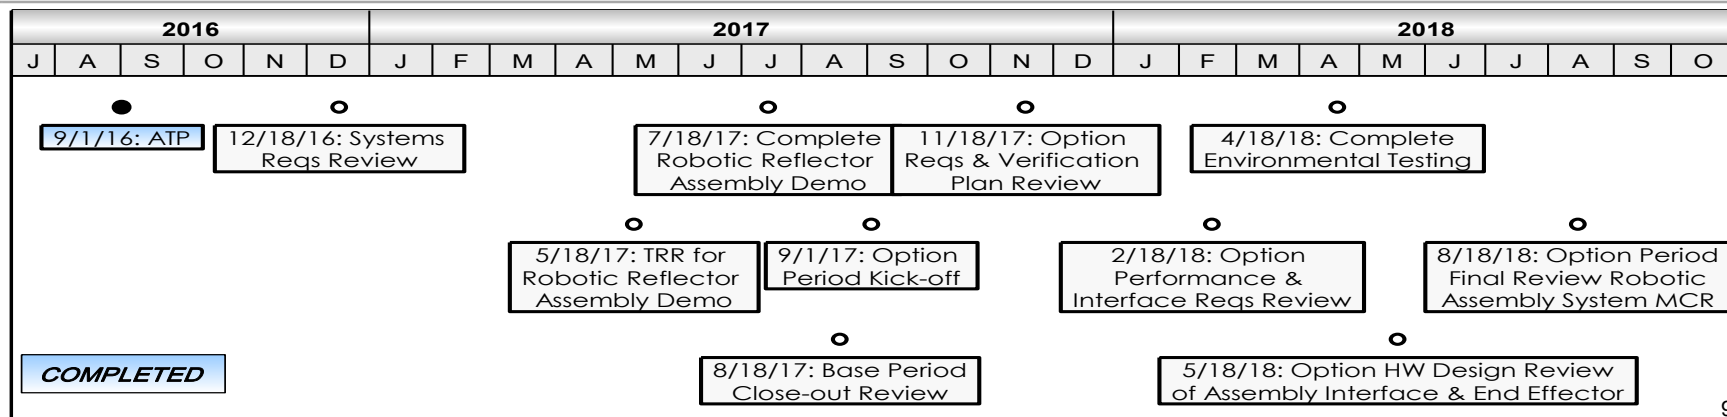 2016 2017 2018
J A S O N D J F M A M J J A S O N D J F M A M J J A S O
9/1/16: ATP
12/18/16: Systems
Reqs Review
7/18/17: Complete
Robotic Reflector
Assembly Demo
11/18/17: Option
Reqs & Verification
Plan Review
4/18/18: Complete
Environmental Testing
5/18/17: TRR for
Robotic Reflector
Assembly Demo
9/1/17: Option
Period Kick-off
2/18/18: Option
Performance &
Interface Reqs Review
8/18/18: Option Period
Final Review Robotic
Assembly System MCR
COMPLETED
8/18/17: Base Period
Close-out Review
5/18/18: Option HW Design Review
of Assembly Interface & End Effector